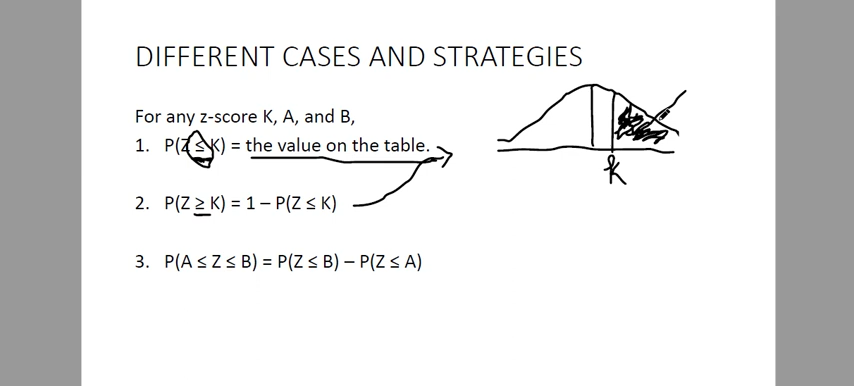 DIFFERENT CASES AND STRATEGIES
For any z-score K, A, and B,
1. P(Z ≤ K) = the value on the table.
2. P(Z ≥ K) = 1 – P(Z ≤ K)
3. P(A ≤ Z ≤ B) = P(Z ≤ B) – P(Z ≤ A)
k